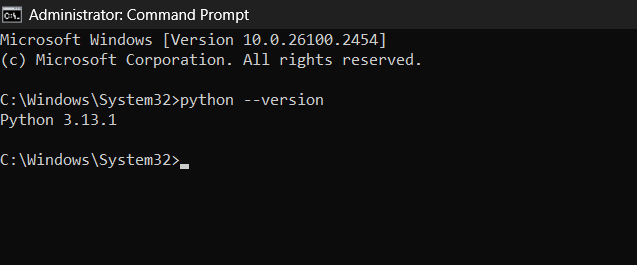 Administrator: Command Prompt
Microsoft Windows [Version 10.0.26100.2454]
(c) Microsoft Corporation. All rights reserved.
C:\Windows\System32>python --version
Python 3.13.1
C:\Windows\System32>